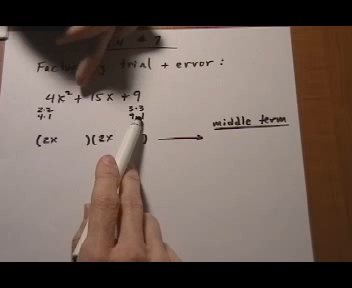 Factoring trial + error:
4x² + 15x + 9
2·2 3·3
4·1 9·1
(2x )(2x ) → middle term